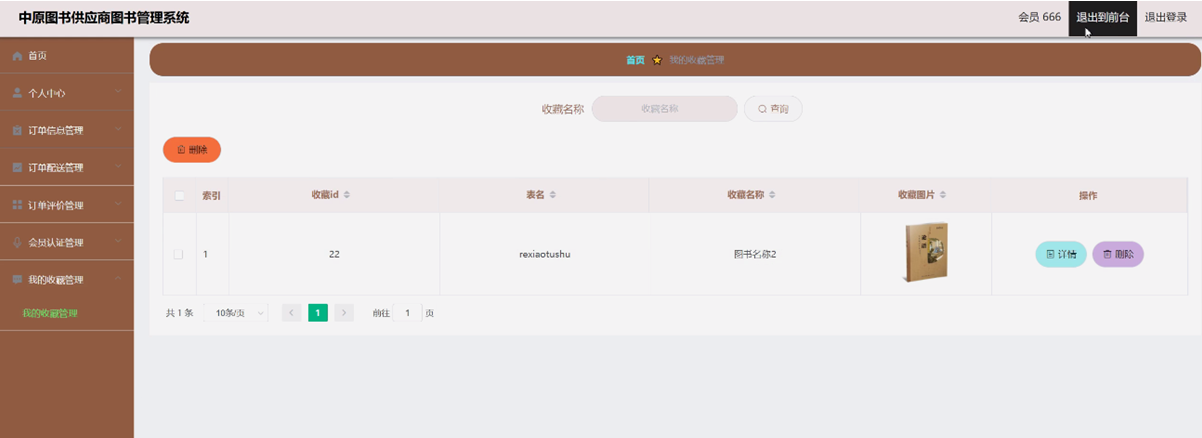 中原图书供应商图书管理系统
会员 666 退出到前台 退出登录
首页
个人中心
订单信息管理
订单配送管理
订单评价管理
会员认证管理
我的收藏管理
我的收藏管理
首页 我的收藏管理
收藏名称 收藏名称 查询
删除
索引 收藏id 表名 收藏名称 收藏图片 操作
1 22 rexiaotushu 图书名称2 详情 删除
共 1 条 10条/页 1 前往 1 页